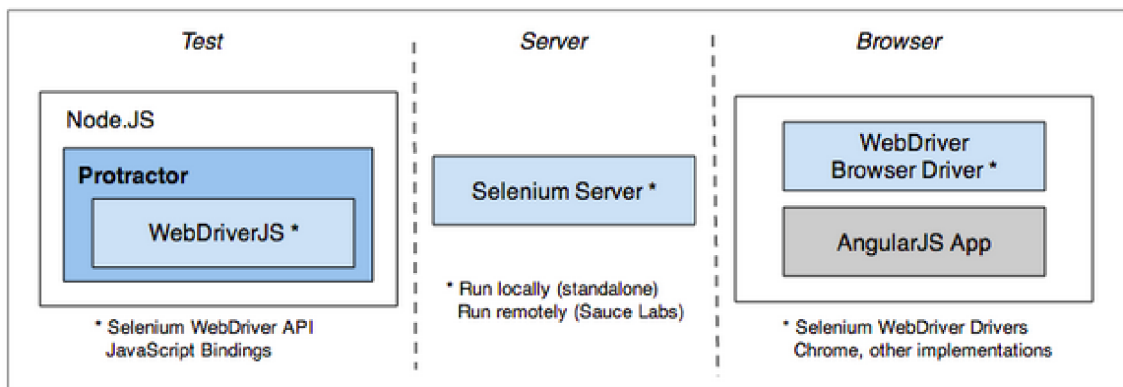 Test
Server
Browser
Node.JS
Protractor
WebDriverJS *
* Selenium WebDriver API
JavaScript Bindings
Selenium Server *
* Run locally (standalone)
Run remotely (Sauce Labs)
WebDriver
Browser Driver *
AngularJS App
* Selenium WebDriver Drivers
Chrome, other implementations